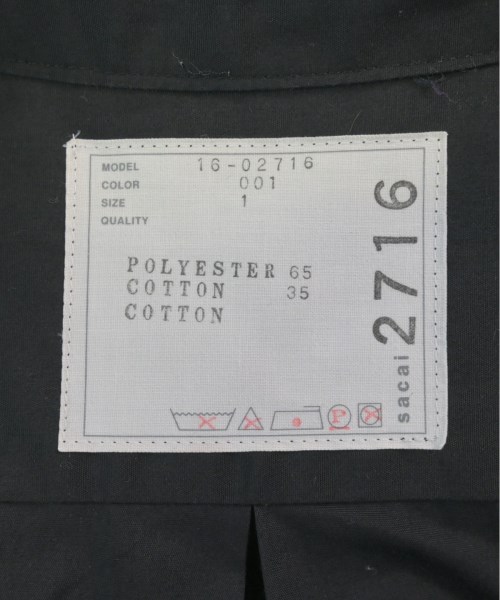 MODEL 16-02716
COLOR 001
SIZE 1
QUALITY
POLYESTER 65
COTTON 35
COTTON
P
sacai 2716